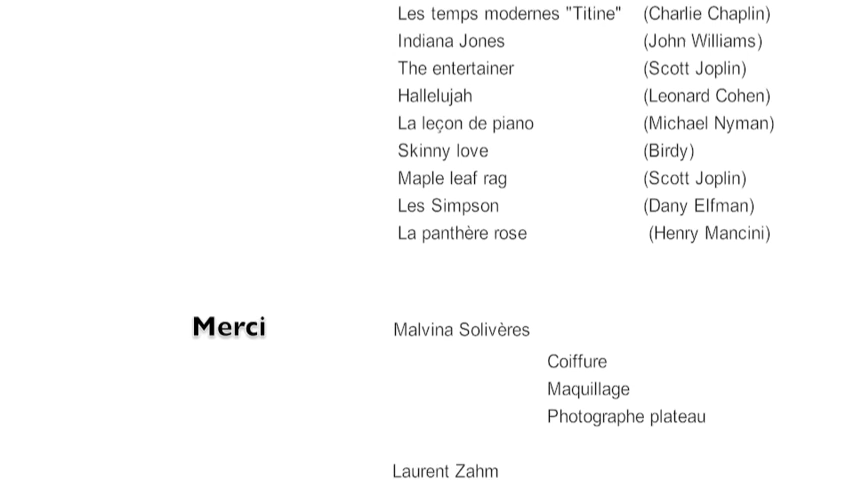 Les temps modernes "Titine" (Charlie Chaplin)
Indiana Jones (John Williams)
The entertainer (Scott Joplin)
Hallelujah (Leonard Cohen)
La leçon de piano (Michael Nyman)
Skinny love (Birdy)
Maple leaf rag (Scott Joplin)
Les Simpson (Dany Elfman)
La panthère rose (Henry Mancini)
Merci Malvina Solivères
Coiffure
Maquillage
Photographe plateau
Laurent Zahm